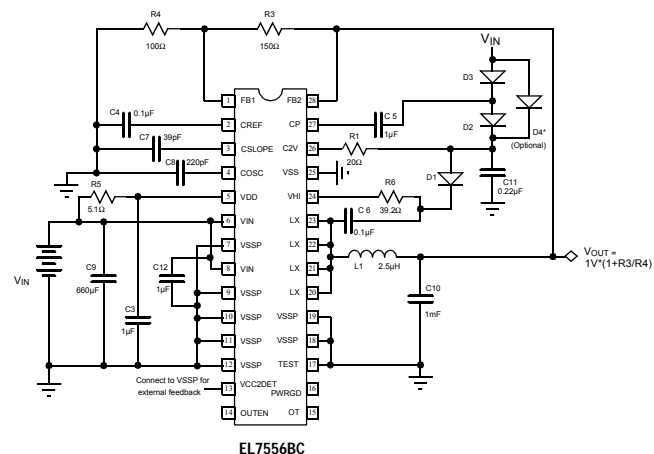 R4
100Ω
R3
150Ω
VIN
D3
C4
0.1µF
1
FB1
FB2
28
C 5
1µF
D2
D4*
(Optional)
2
CREF
CP
27
C7
39pF
3
CSLOPE
C2V
26
R1
20Ω
C8
220pF
4
COSC
VSS
25
D1
C11
0.22µF
R5
5.1Ω
5
VDD
VHI
24
R6
39.2Ω
6
VIN
LX
23
C 6
0.1µF
7
VSSP
LX
22
VOUT =
1V*(1+R3/R4)
8
VIN
LX
21
L1
2.5µH
VIN
C9
660µF
C12
1µF
9
VSSP
LX
20
C10
1mF
C3
1µF
10
VSSP
VSSP
19
11
VSSP
VSSP
18
12
VSSP
TEST
17
Connect to VSSP for
external feedback
13
VCC2DET
PWRGD
16
14
OUTEN
OT
15
EL7556BC